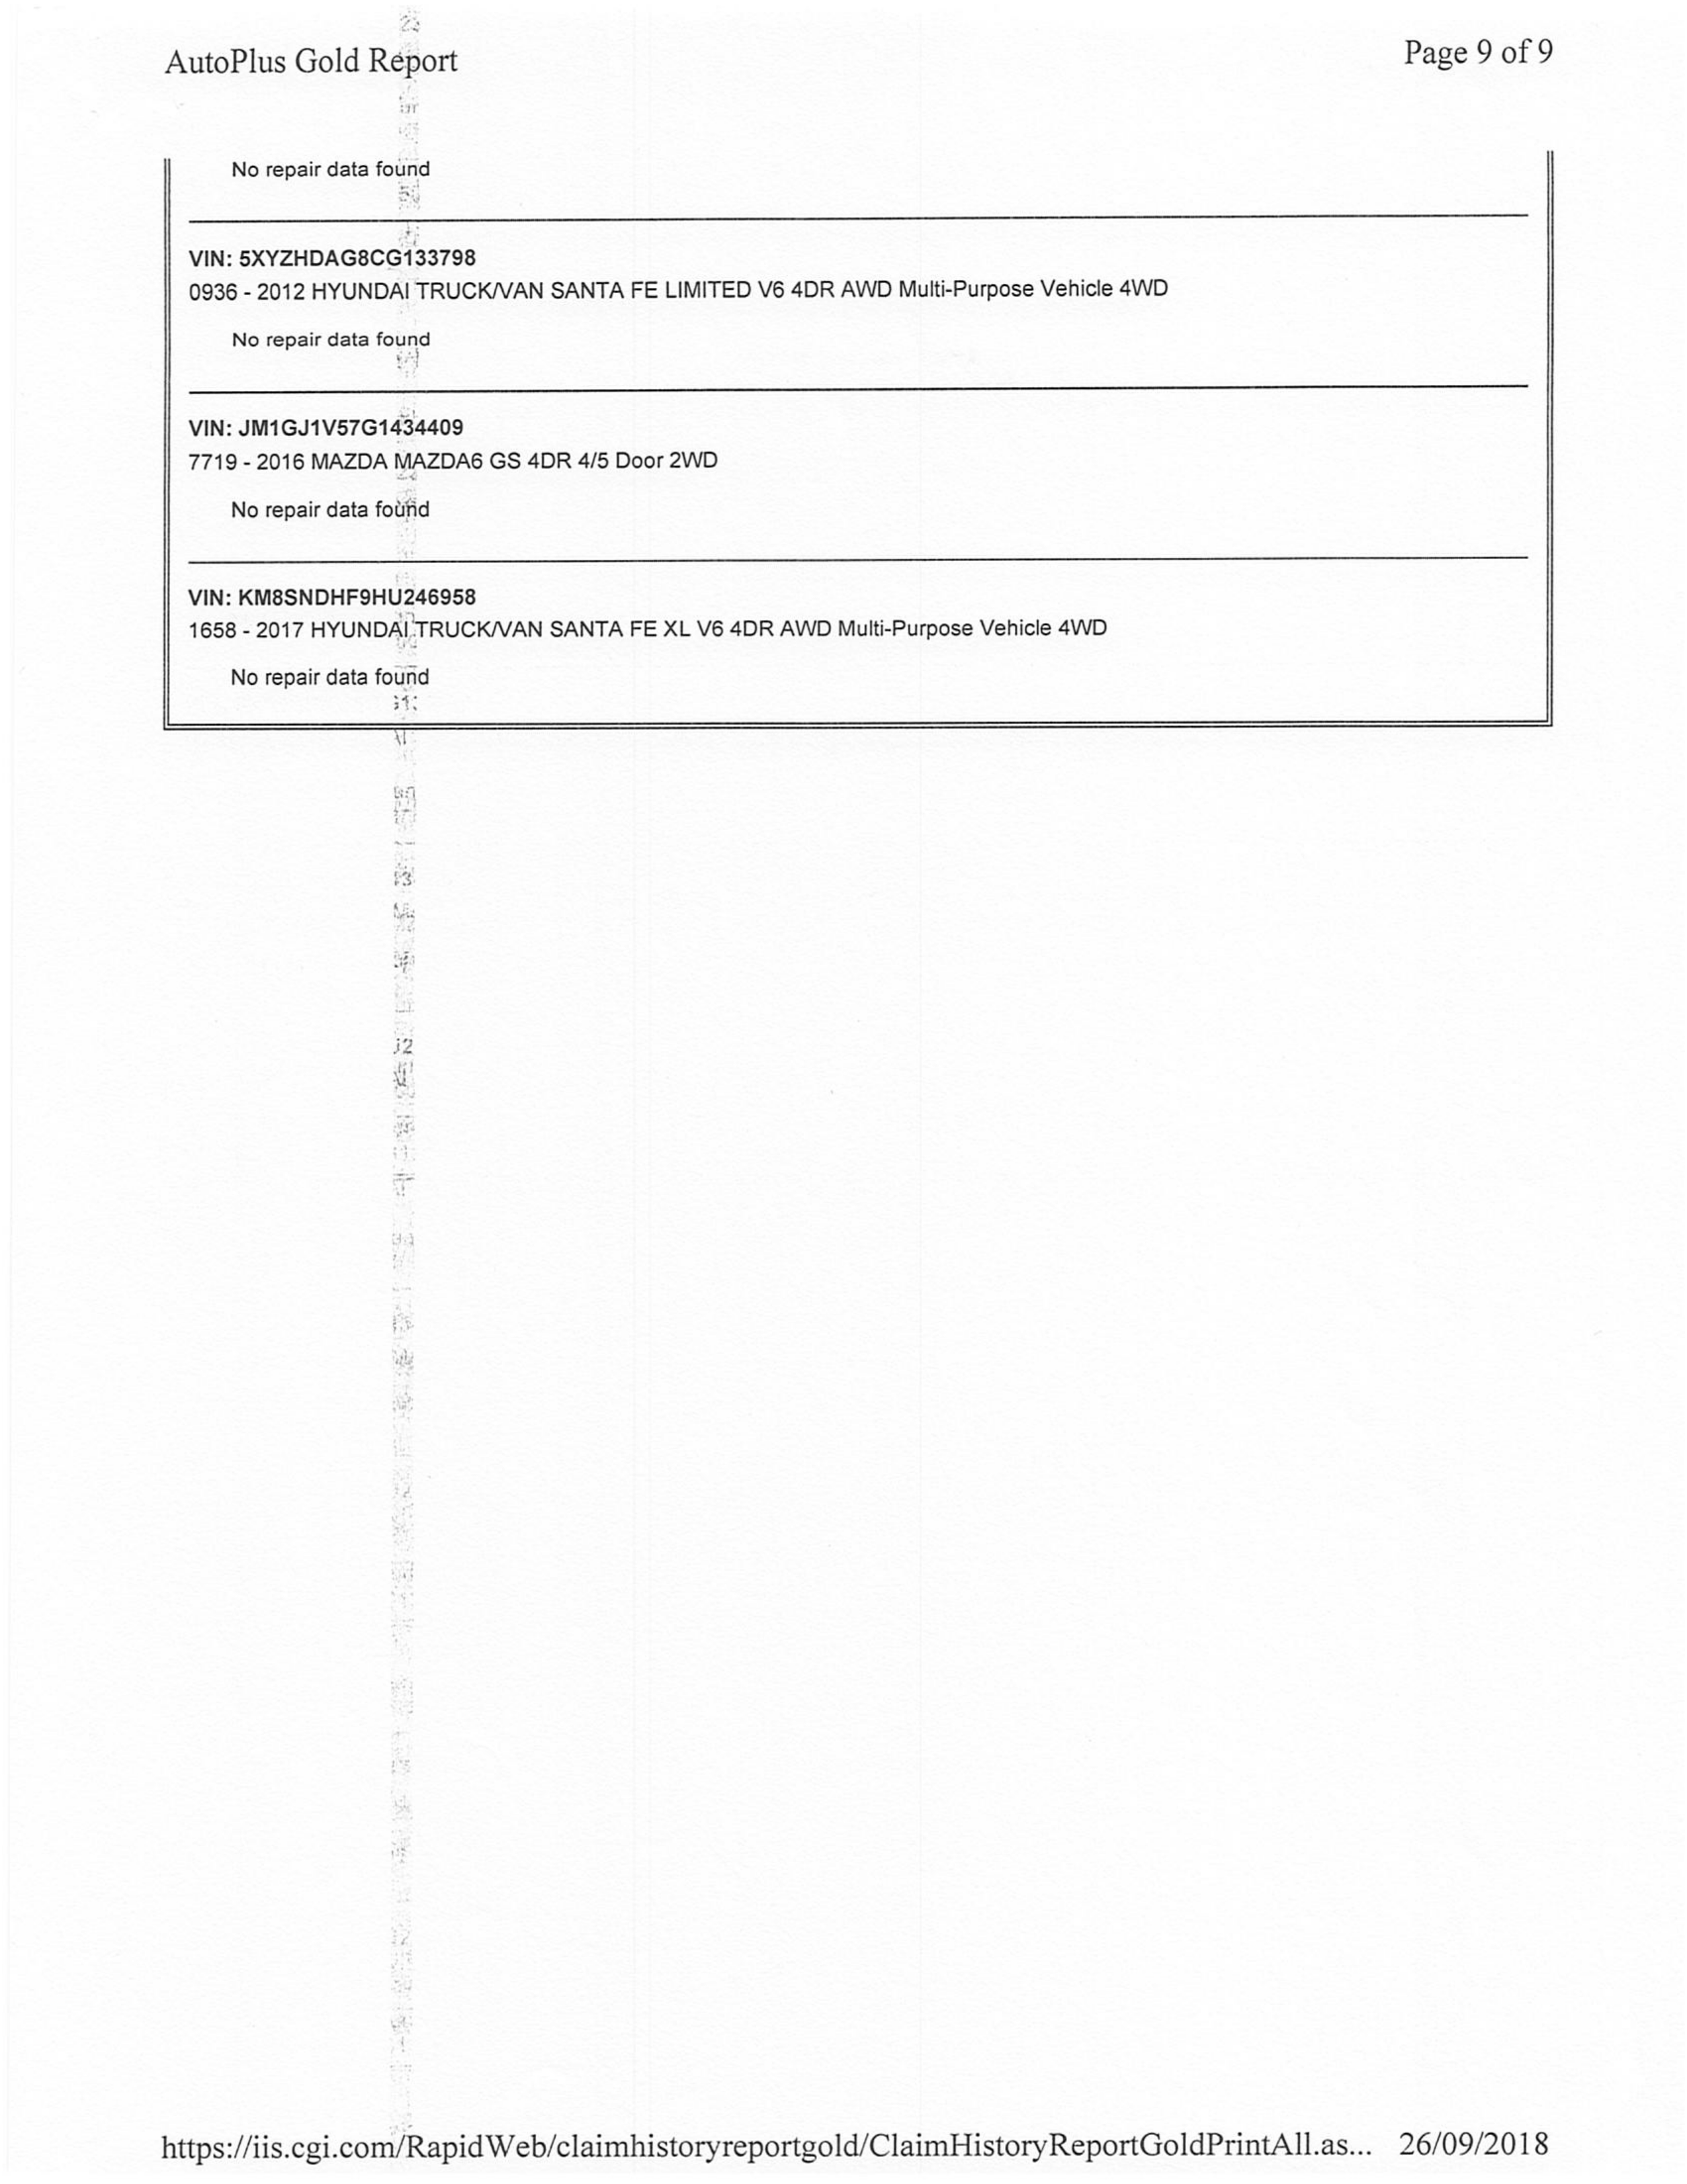 AutoPlus Gold Report
Page 9 of 9
No repair data found
VIN: 5XYZHDAG8CG133798
0936 - 2012 HYUNDAI TRUCK/VAN SANTA FE LIMITED V6 4DR AWD Multi-Purpose Vehicle 4WD
No repair data found
VIN: JM1GJ1V57G1434409
7719 - 2016 MAZDA MAZDA6 GS 4DR 4/5 Door 2WD
No repair data found
VIN: KM8SNDHF9HU246958
1658 - 2017 HYUNDAI TRUCK/VAN SANTA FE XL V6 4DR AWD Multi-Purpose Vehicle 4WD
No repair data found
https://iis.cgi.com/RapidWeb/claimhistoryreportgold/ClaimHistoryReportGoldPrintAll.as... 26/09/2018